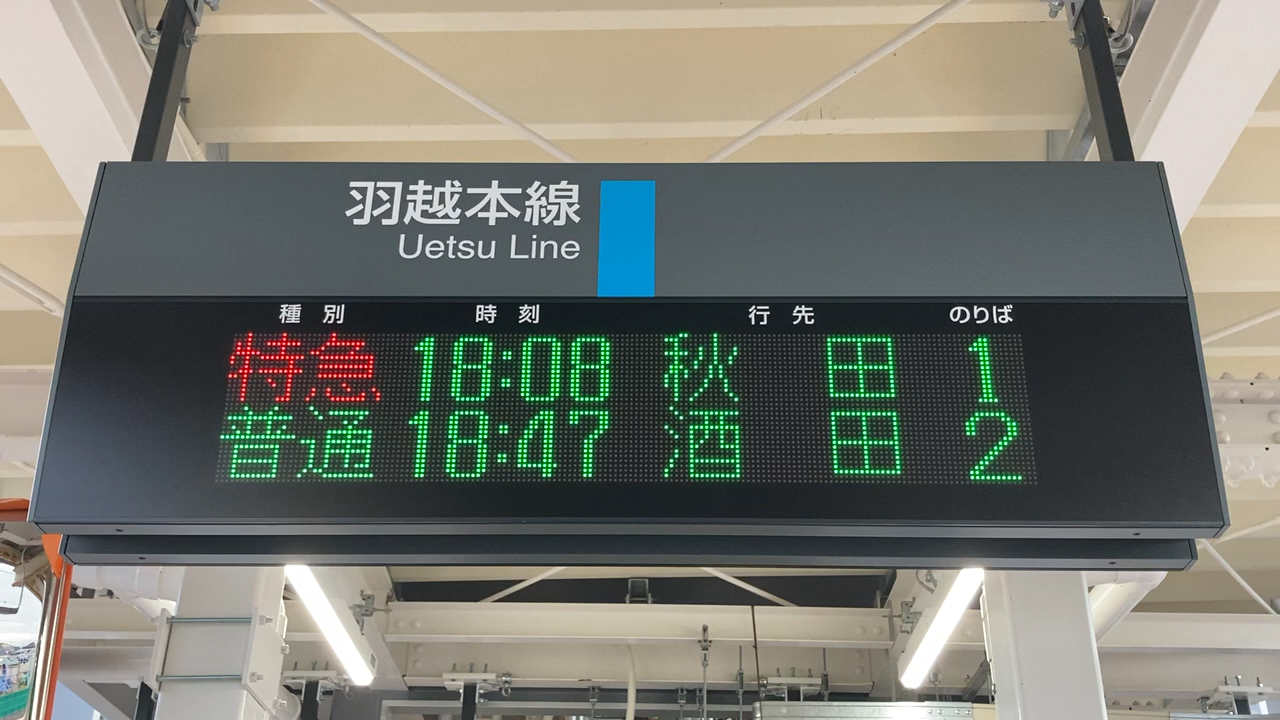 羽越本線
Uetsu Line
種別 時刻 行先 のりば
特急 18:08 秋田 1
普通 18:47 酒田 2